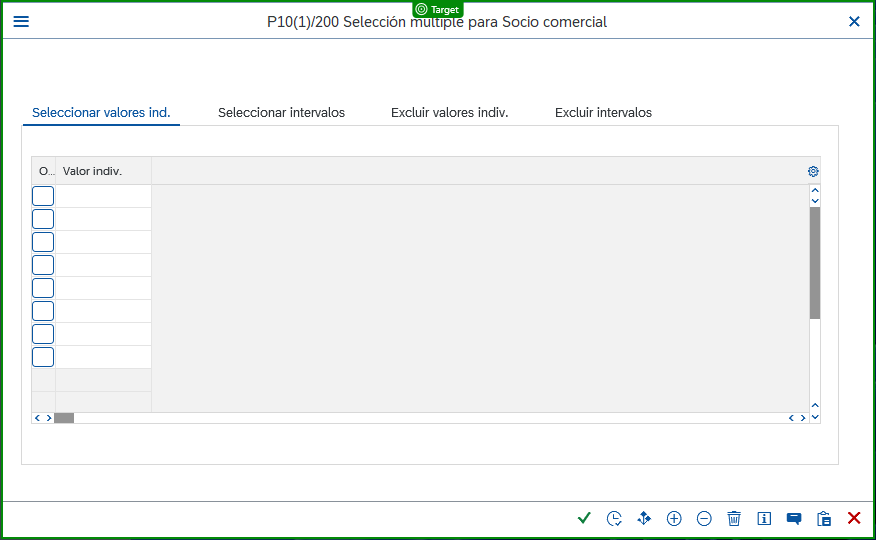 Target
P10(1)/200 Selección múltiple para Socio comercial
Seleccionar valores ind. Seleccionar intervalos Excluir valores indiv. Excluir intervalos
O... Valor indiv.